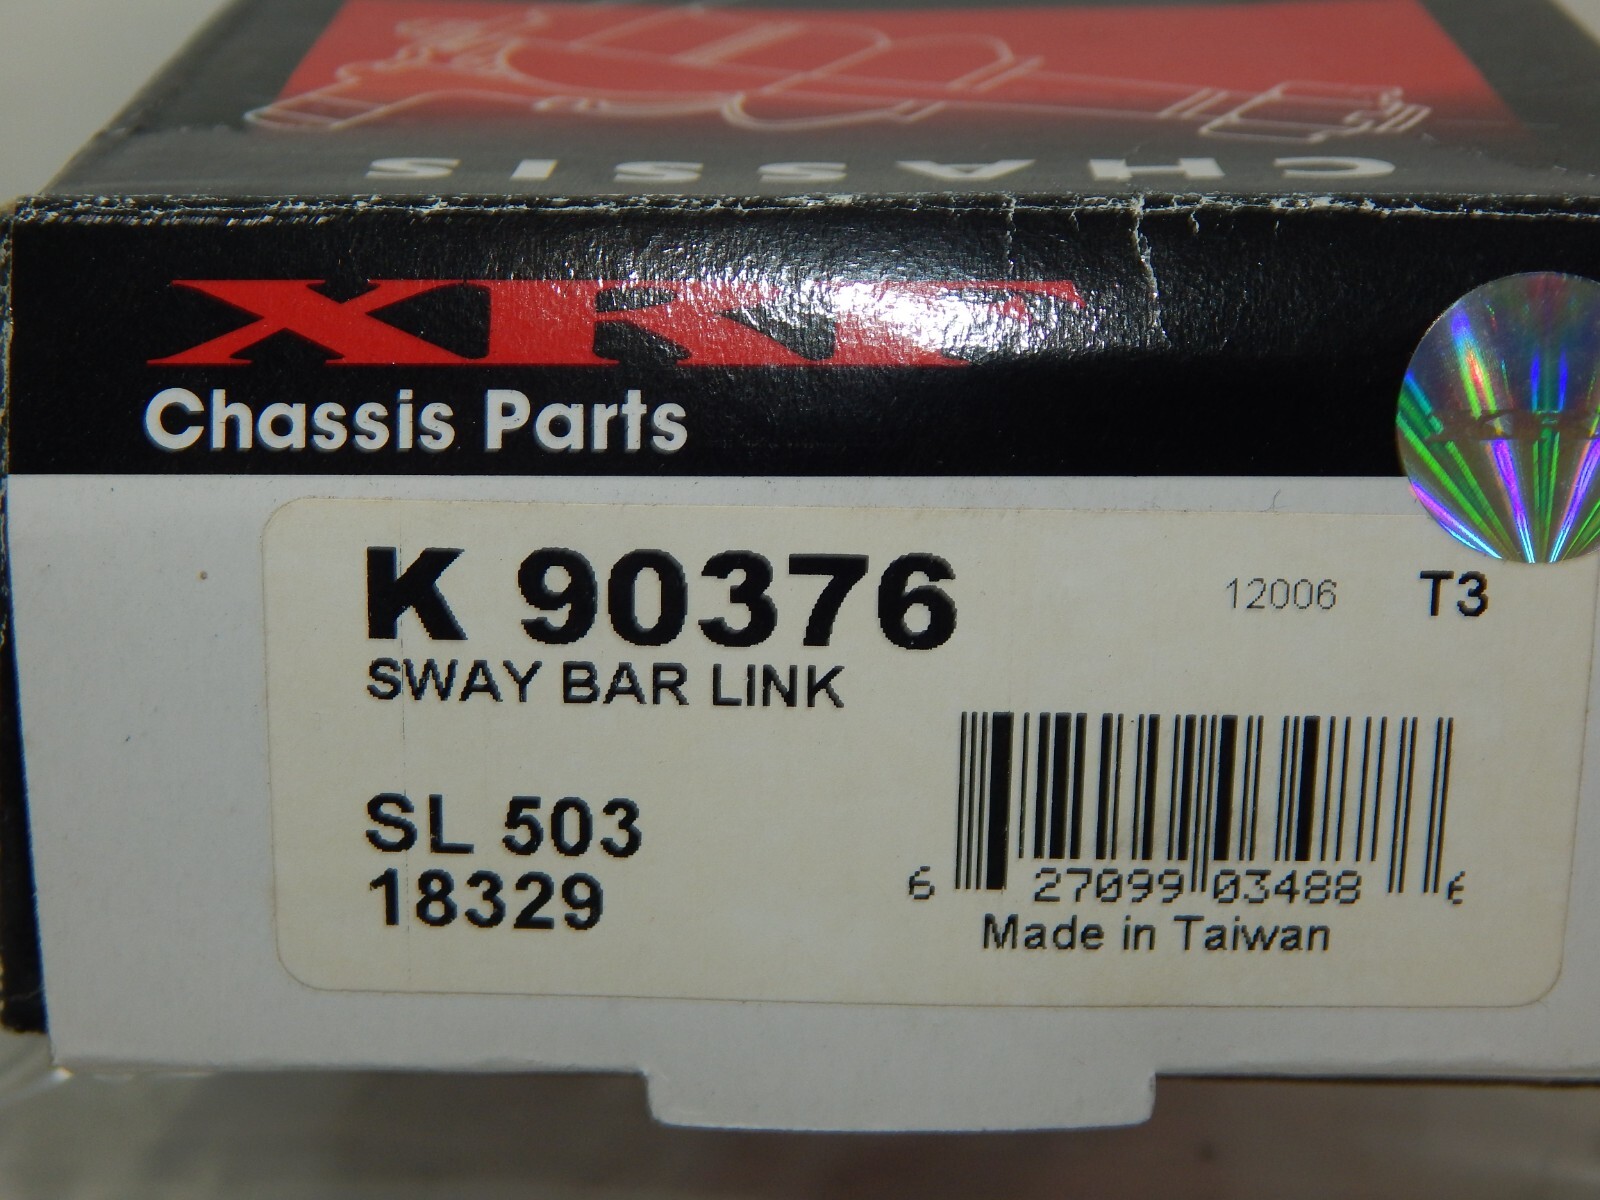 CHASSIS
XRF
Chassis Parts
K 90376 12006 T3
SWAY BAR LINK
SL 503
18329
6 27099 03488 6
Made in Taiwan